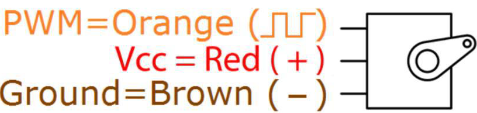 PWM=Orange (⎍⎍)
Vcc = Red ( + )
Ground=Brown ( – )